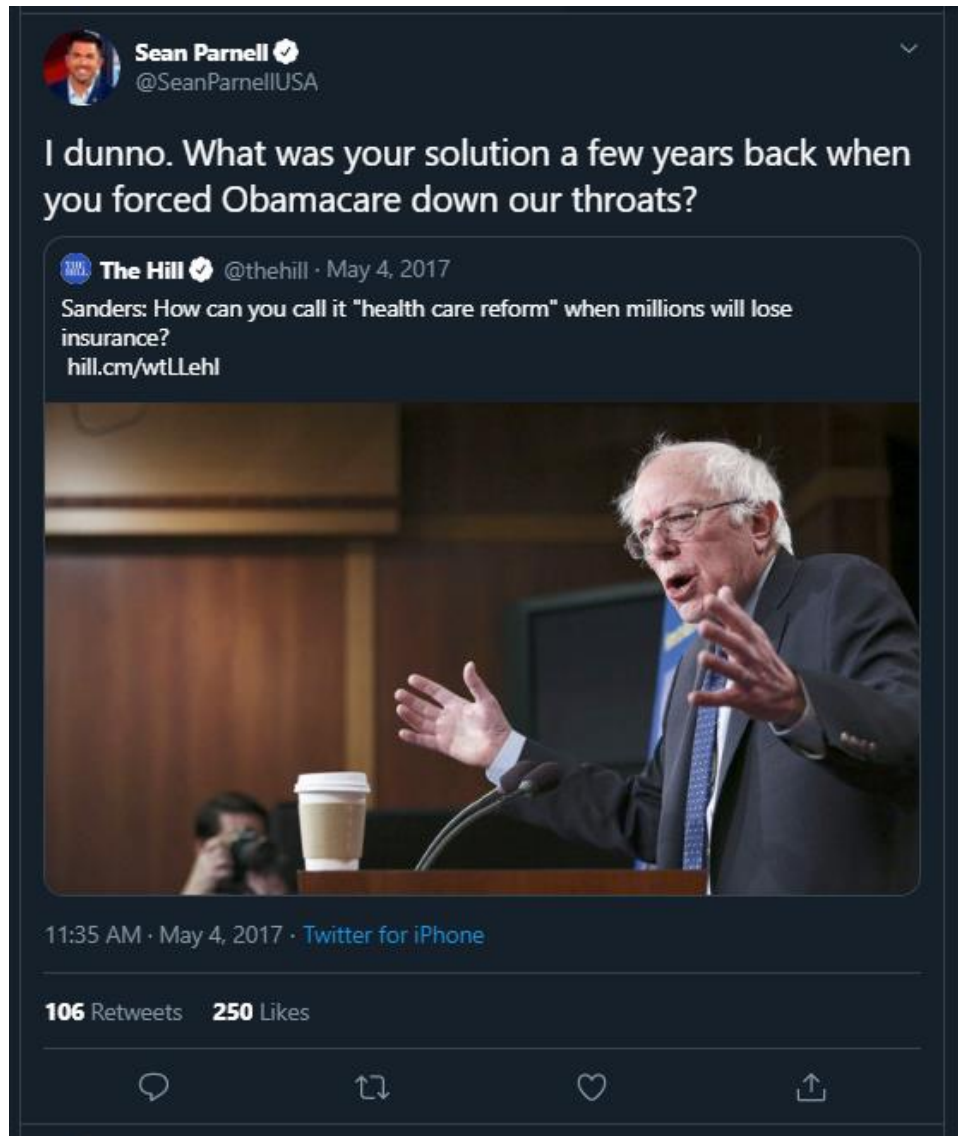 Sean Parnell
@SeanParnellUSA
I dunno. What was your solution a few years back when
you forced Obamacare down our throats?
The Hill @thehill · May 4, 2017
Sanders: How can you call it "health care reform" when millions will lose
insurance?
hill.cm/wtLLehl
11:35 AM · May 4, 2017 · Twitter for iPhone
106 Retweets 250 Likes